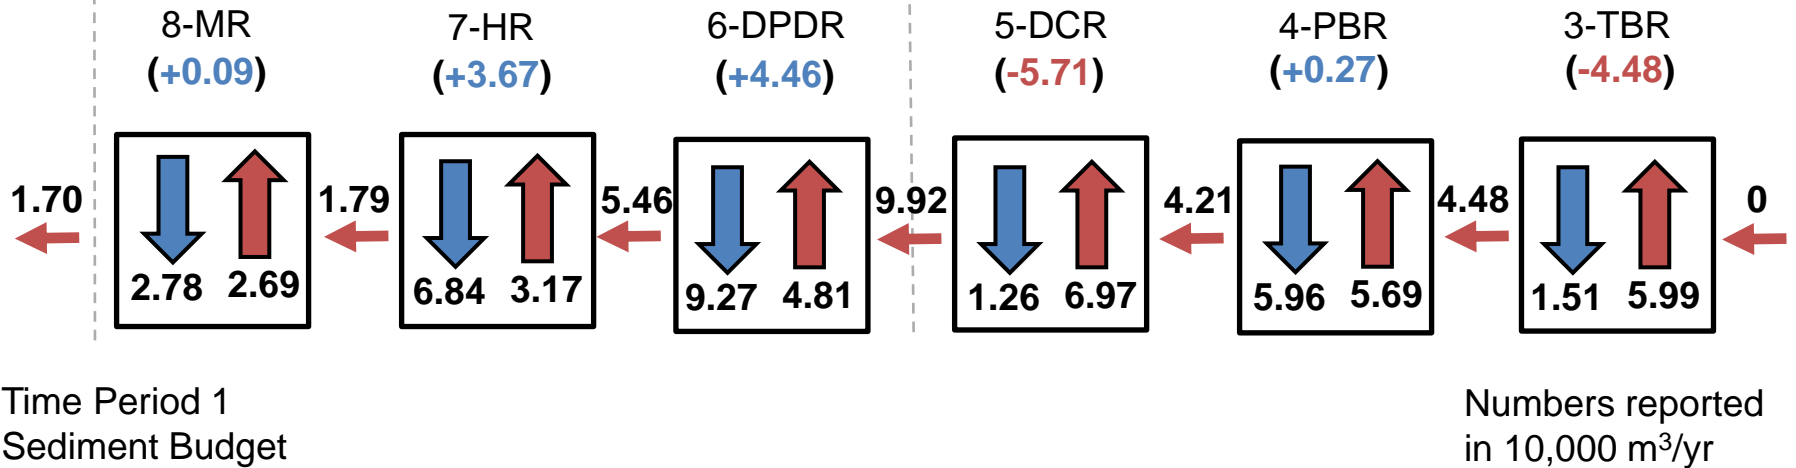 8-MR 7-HR 6-DPDR 5-DCR 4-PBR 3-TBR
(+0.09) (+3.67) (+4.46) (-5.71) (+0.27) (-4.48)
1.70 1.79 5.46 9.92 4.21 4.48 0
2.78 2.69 6.84 3.17 9.27 4.81 1.26 6.97 5.96 5.69 1.51 5.99
Time Period 1
Sediment Budget
Numbers reported
in 10,000 m³/yr